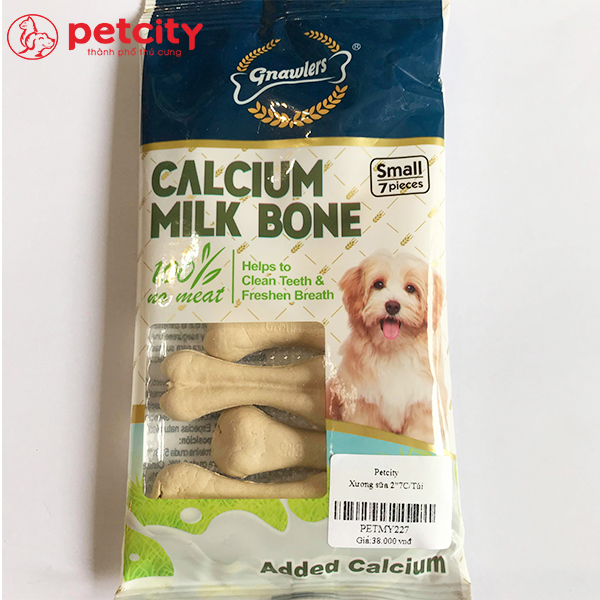 petcity
thành phố thú cưng
Gnawlers
®
CALCIUM
MILK BONE
Small
7 pieces
100%
no meat
Helps to
Clean Teeth &
Freshen Breath
Petcity
Xương sữa 2"7C/Túi
PETMY227
Giá:38.000 vnđ
Added Calcium